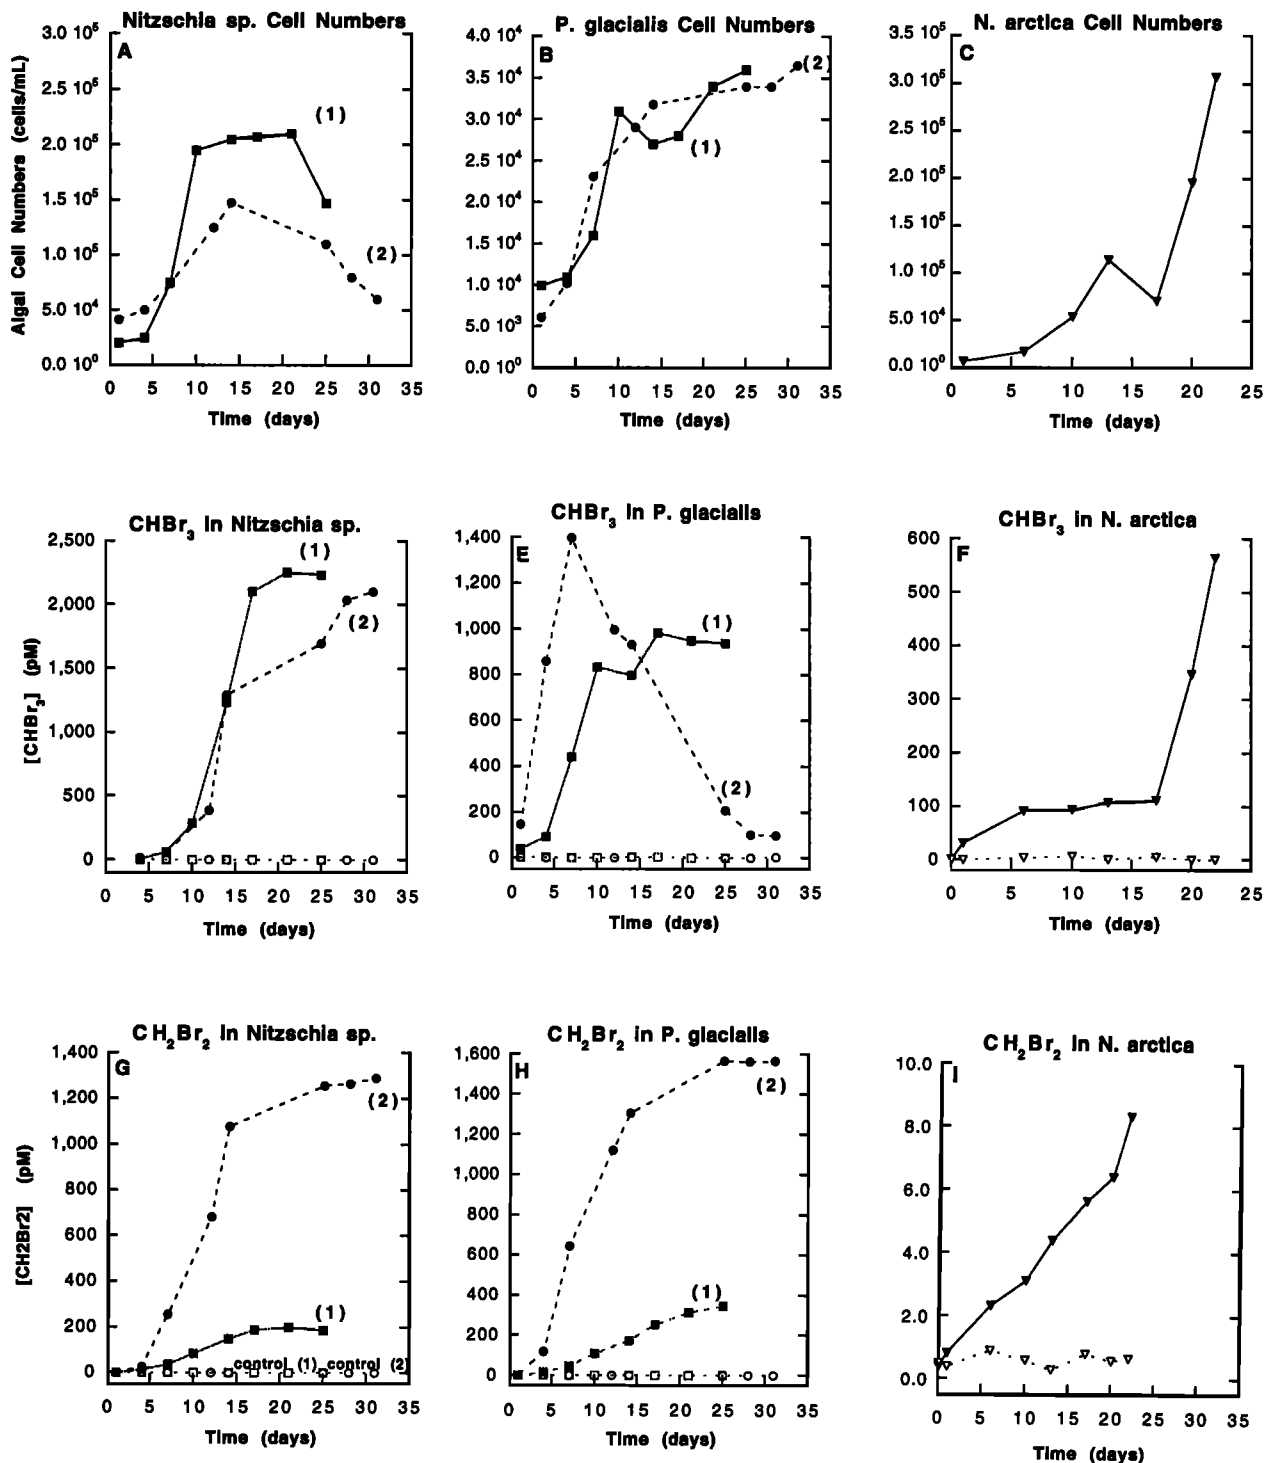 Nitzschia sp. Cell Numbers
A
Algal Cell Numbers (cells/mL)
3.0 10⁵
2.5 10⁵
2.0 10⁵
1.5 10⁵
1.0 10⁵
5.0 10⁴
0.0 10⁰
(1)
(2)
0 5 10 15 20 25 30 35
Time (days)
P. glacialis Cell Numbers
B
4.0 10⁴
3.5 10⁴
3.0 10⁴
2.5 10⁴
2.0 10⁴
1.5 10⁴
1.0 10⁴
5.0 10³
0.0 10⁰
(2)
(1)
0 5 10 15 20 25 30 35
Time (days)
N. arctica Cell Numbers
C
3.5 10⁵
3.0 10⁵
2.5 10⁵
2.0 10⁵
1.5 10⁵
1.0 10⁵
5.0 10⁴
0.0 10⁰
0 5 10 15 20 25
Time (days)
CHBr₃ in Nitzschia sp.
[CHBr₃] (pM)
2,500
2,000
1,500
1,000
500
0
(1)
(2)
0 5 10 15 20 25 30 35
Time (days)
CHBr₃ in P. glacialis
E
1,400
1,200
1,000
800
600
400
200
0
(1)
(2)
0 5 10 15 20 25 30 35
Time (days)
CHBr₃ in N. arctica
F
600
500
400
300
200
100
0
0 5 10 15 20 25
Time (days)
CH₂Br₂ in Nitzschia sp.
G
[CH2Br2] (pM)
1,400
1,200
1,000
800
600
400
200
0
(2)
(1)
control (1) control (2)
0 5 10 15 20 25 30 35
Time (days)
CH₂Br₂ in P. glacialis
H
1,600
1,400
1,200
1,000
800
600
400
200
0
(2)
(1)
0 5 10 15 20 25 30 35
Time (days)
CH₂Br₂ in N. arctica
I
10.0
8.0
6.0
4.0
2.0
0.0
0 5 10 15 20 25 30 35
Time (days)